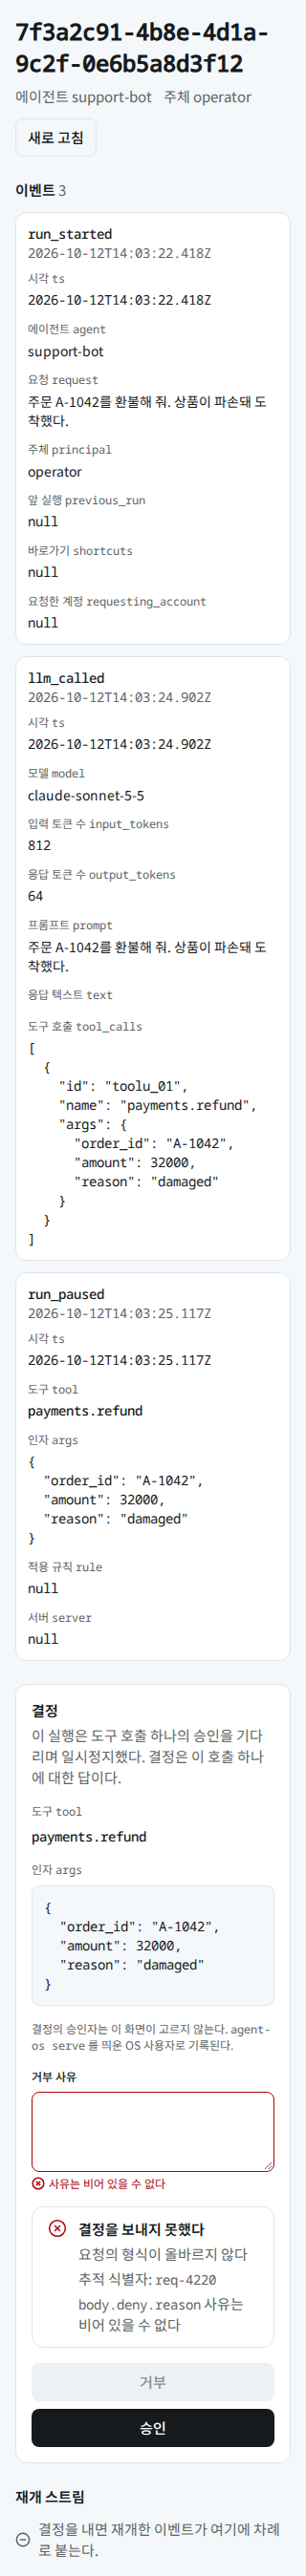 7f3a2c91-4b8e-4d1a-
9c2f-0e6b5a8d3f12
에이전트 support-bot 주체 operator
새로 고침
이벤트 3
run_started
2026-10-12T14:03:22.418Z
시각 ts
2026-10-12T14:03:22.418Z
에이전트 agent
support-bot
요청 request
주문 A-1042를 환불해 줘. 상품이 파손돼 도
착했다.
주체 principal
operator
앞 실행 previous_run
null
바로가기 shortcuts
null
요청한 계정 requesting_account
null
llm_called
2026-10-12T14:03:24.902Z
시각 ts
2026-10-12T14:03:24.902Z
모델 model
claude-sonnet-5-5
입력 토큰 수 input_tokens
812
응답 토큰 수 output_tokens
64
프롬프트 prompt
주문 A-1042를 환불해 줘. 상품이 파손돼 도
착했다.
응답 텍스트 text
도구 호출 tool_calls
[
{
"id": "toolu_01",
"name": "payments.refund",
"args": {
"order_id": "A-1042",
"amount": 32000,
"reason": "damaged"
}
}
]
run_paused
2026-10-12T14:03:25.117Z
시각 ts
2026-10-12T14:03:25.117Z
도구 tool
payments.refund
인자 args
{
"order_id": "A-1042",
"amount": 32000,
"reason": "damaged"
}
적용 규칙 rule
null
서버 server
null
결정
이 실행은 도구 호출 하나의 승인을 기다
리며 일시정지했다. 결정은 이 호출 하나
에 대한 답이다.
도구 tool
payments.refund
인자 args
{
"order_id": "A-1042",
"amount": 32000,
"reason": "damaged"
}
결정의 승인자는 이 화면이 고르지 않는다. agent-
os serve 를 띄운 OS 사용자로 기록된다.
거부 사유
사유는 비어 있을 수 없다
결정을 보내지 못했다
요청의 형식이 올바르지 않다
추적 식별자: req-4220
body.deny.reason 사유는
비어 있을 수 없다
거부
승인
재개 스트림
결정을 내면 재개한 이벤트가 여기에 차례
로 붙는다.